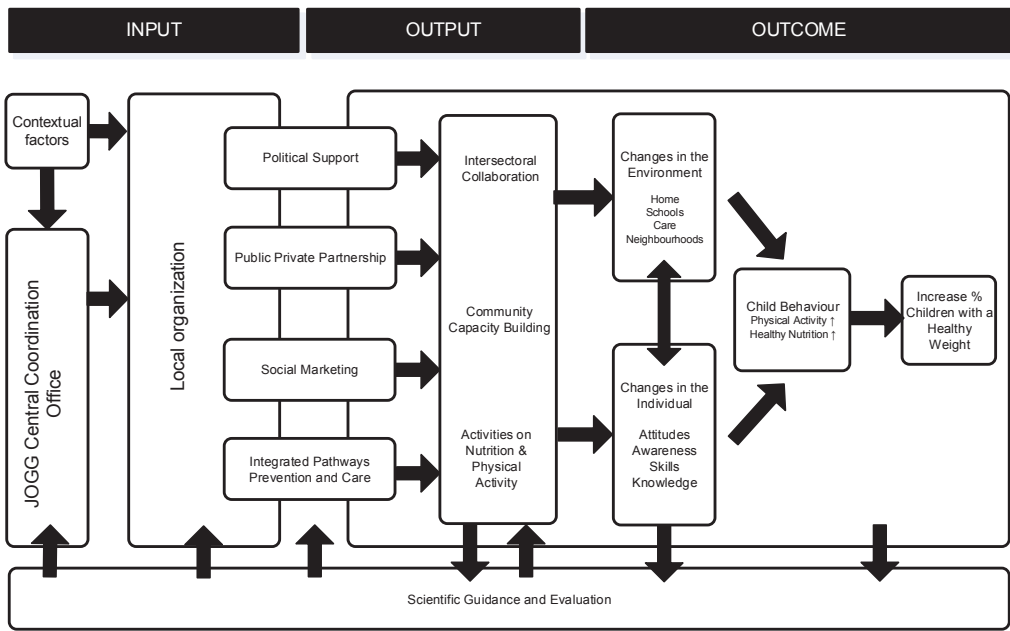 INPUT
OUTPUT
OUTCOME
Contextual
factors
JOGG Central Coordination
Office
Local organization
Political Support
Public Private Partnership
Social Marketing
Integrated Pathways
Prevention and Care
Intersectoral
Collaboration
Community
Capacity Building
Activities on
Nutrition &
Physical
Activity
Changes in the
Environment
Home
Schools
Care
Neighbourhoods
Changes in the
Individual
Attitudes
Awareness
Skills
Knowledge
Child Behaviour
Physical Activity ↑
Healthy Nutrition ↑
Increase %
Children with a
Healthy
Weight
Scientific Guidance and Evaluation